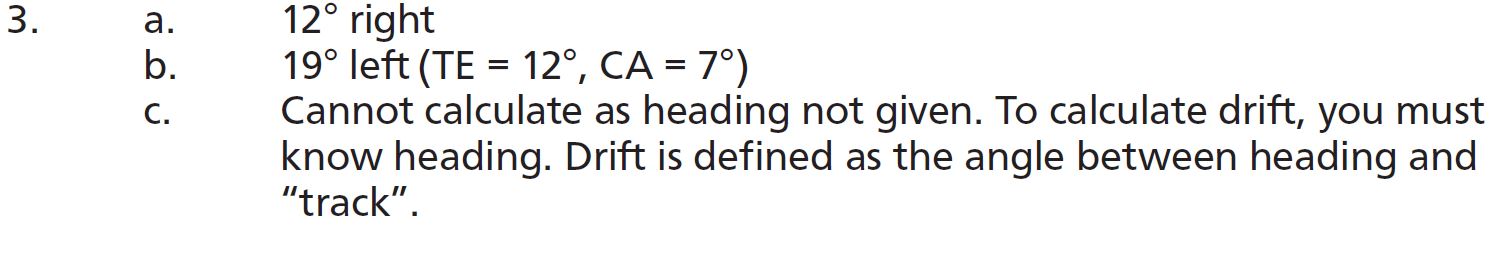 3. a. 12° right
b. 19° left (TE = 12°, CA = 7°)
c. Cannot calculate as heading not given. To calculate drift, you must
know heading. Drift is defined as the angle between heading and
“track”.